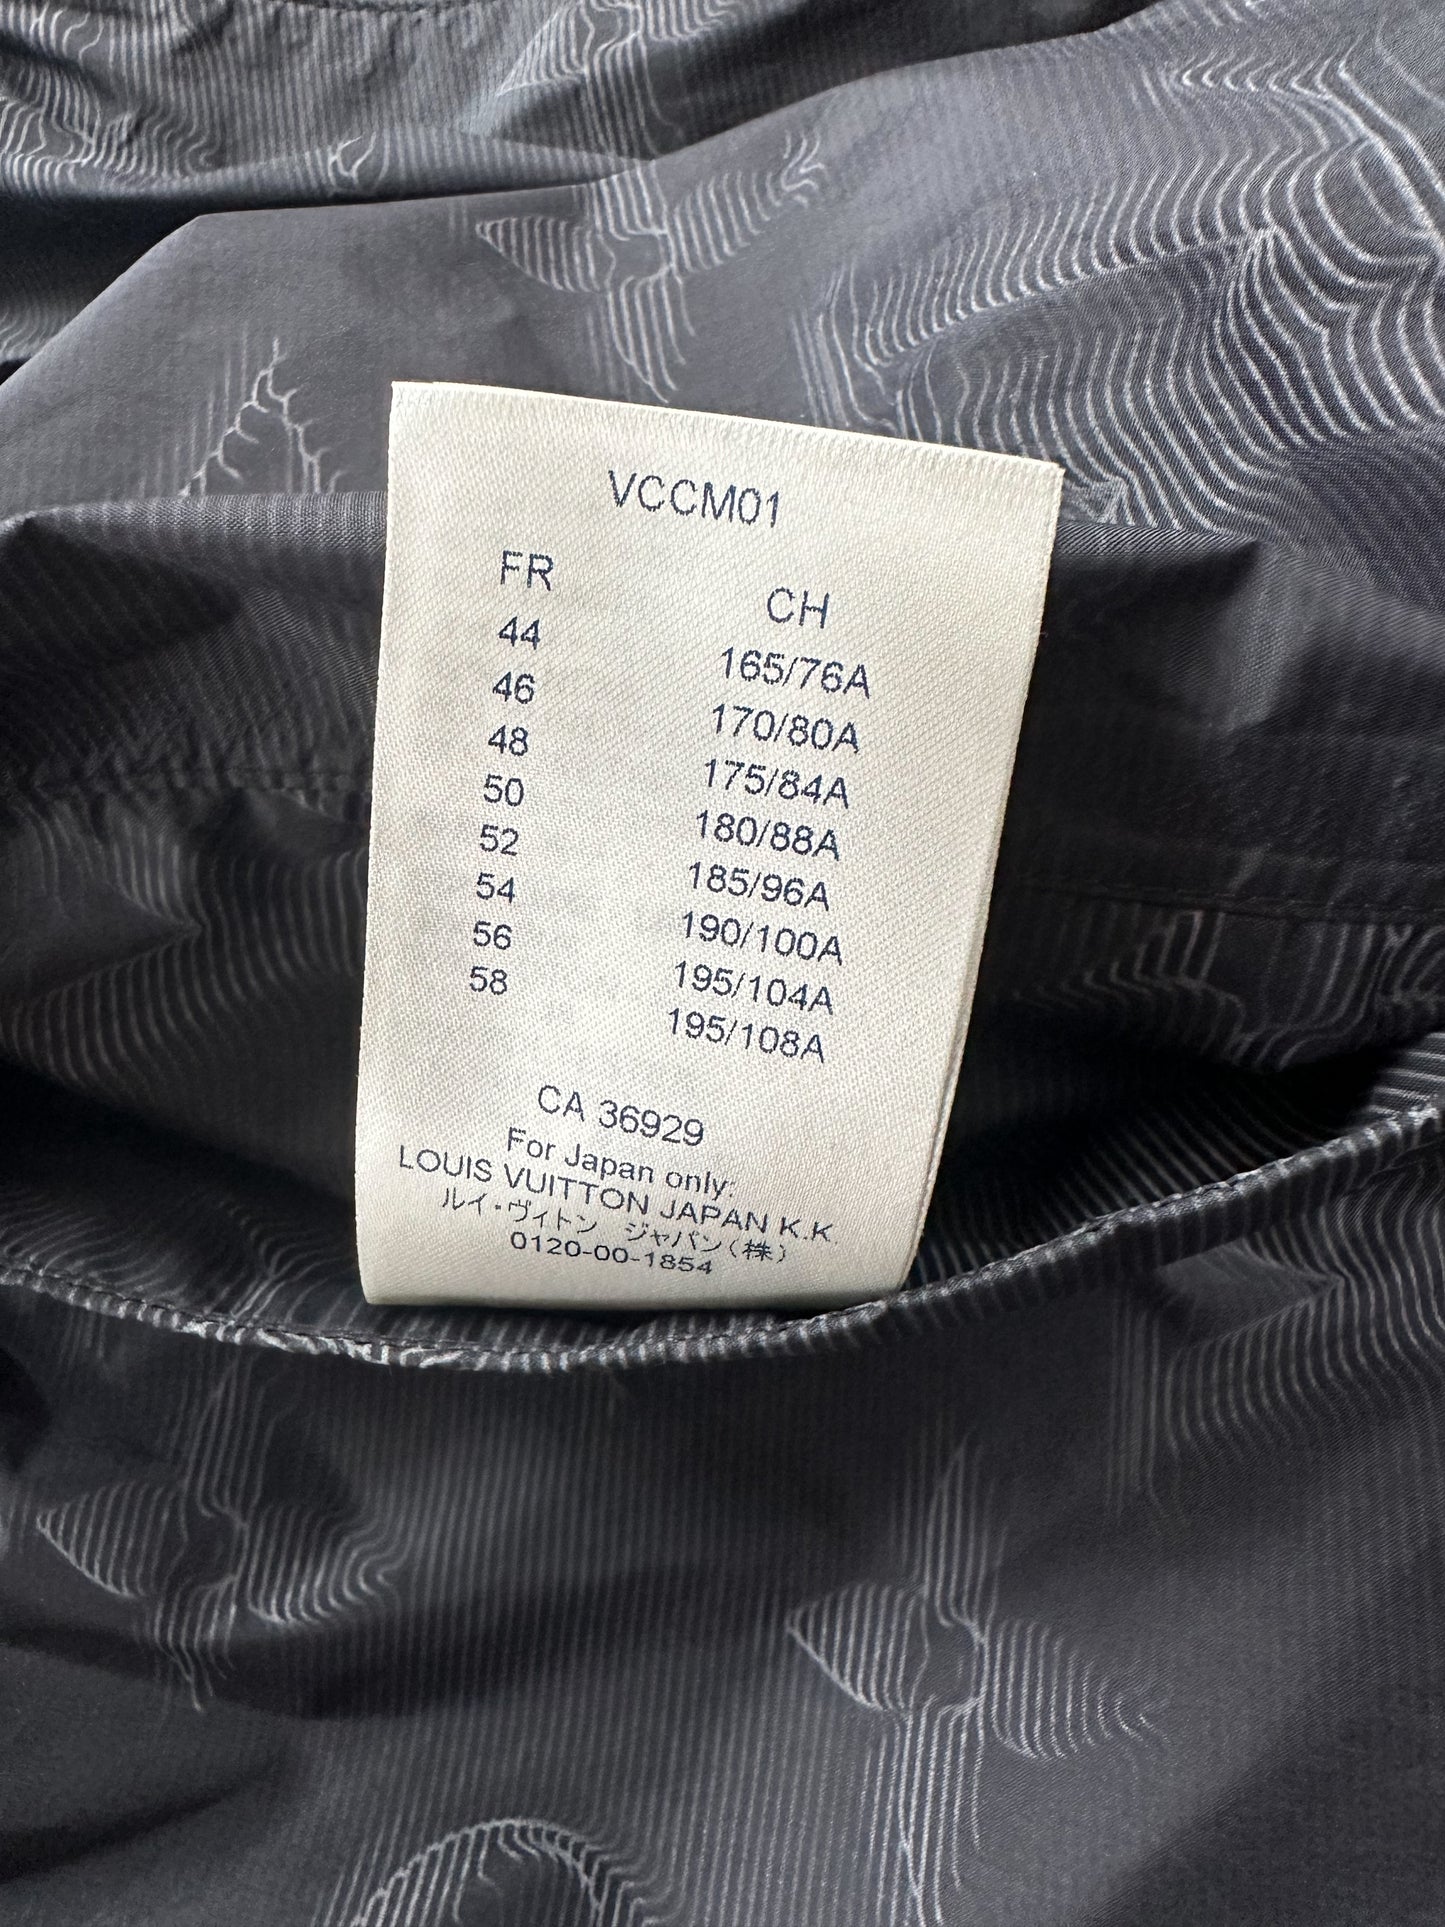 VCCM01
FR CH
44 165/76A
46 170/80A
48 175/84A
50 180/88A
52 185/96A
54 190/100A
56 195/104A
58 195/108A
CA 36929
For Japan only:
LOUIS VUITTON JAPAN K.K.
ルイ・ヴィトン ジャパン(株)
0120-00-1854